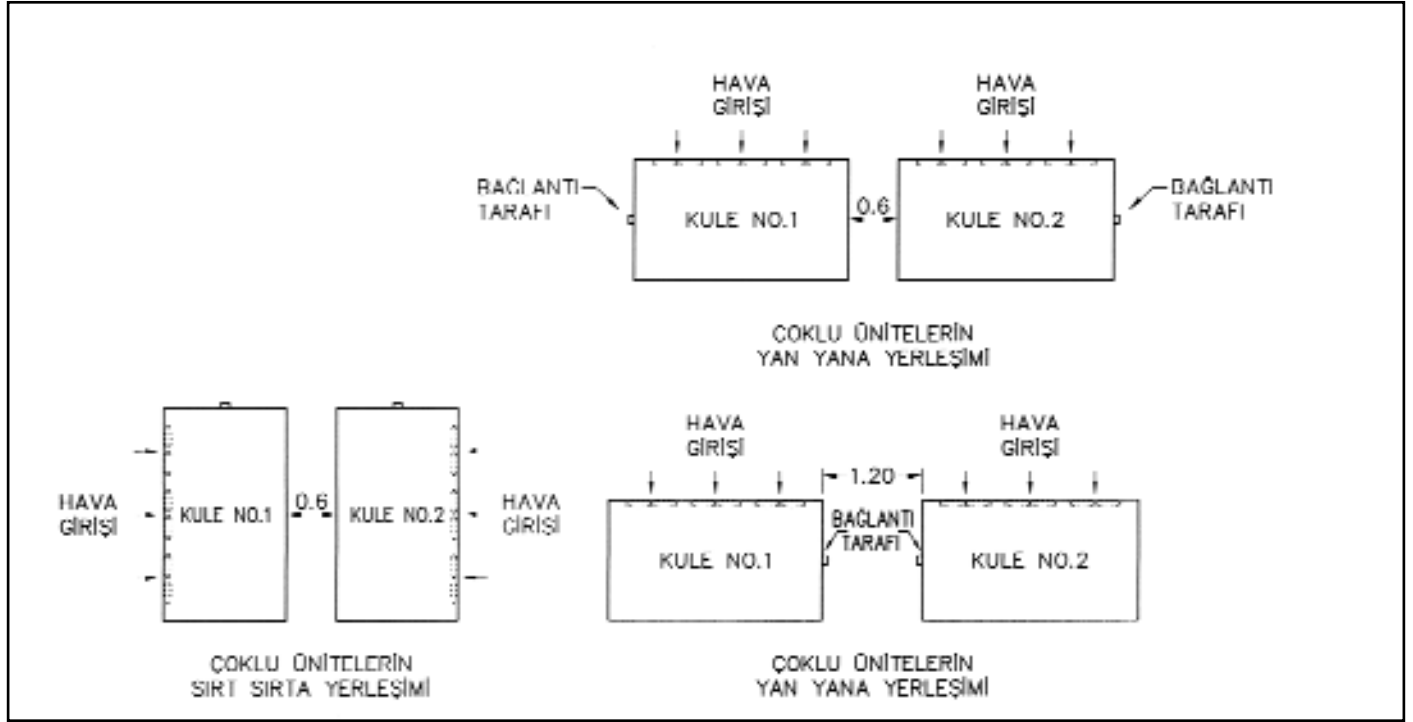 HAVA
GİRİŞİ
HAVA
GİRİŞİ
BAĞLANTI
TARAFI
KULE NO.1
0.6
KULE NO.2
BAĞLANTI
TARAFI
ÇOKLU ÜNİTELERİN
YAN YANA YERLEŞİMİ
HAVA
GİRİŞİ
KULE NO.1
0.6
KULE NO.2
HAVA
GİRİŞİ
ÇOKLU ÜNİTELERİN
SIRT SIRTA YERLEŞİMİ
HAVA
GİRİŞİ
HAVA
GİRİŞİ
1.20
BAĞLANTI
TARAFI
KULE NO.1
KULE NO.2
ÇOKLU ÜNİTELERİN
YAN YANA YERLEŞİMİ